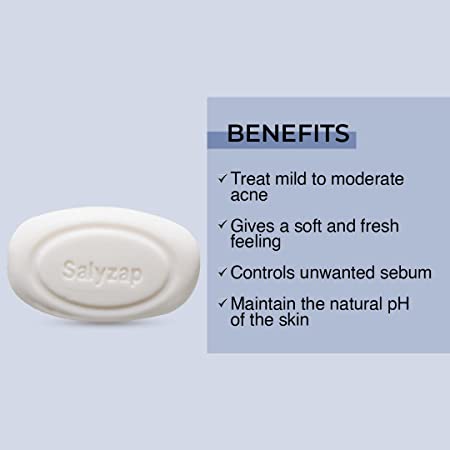 Salyzap
BENEFITS
✓ Treat mild to moderate
acne
✓ Gives a soft and fresh
feeling
✓ Controls unwanted sebum
✓ Maintain the natural pH
of the skin